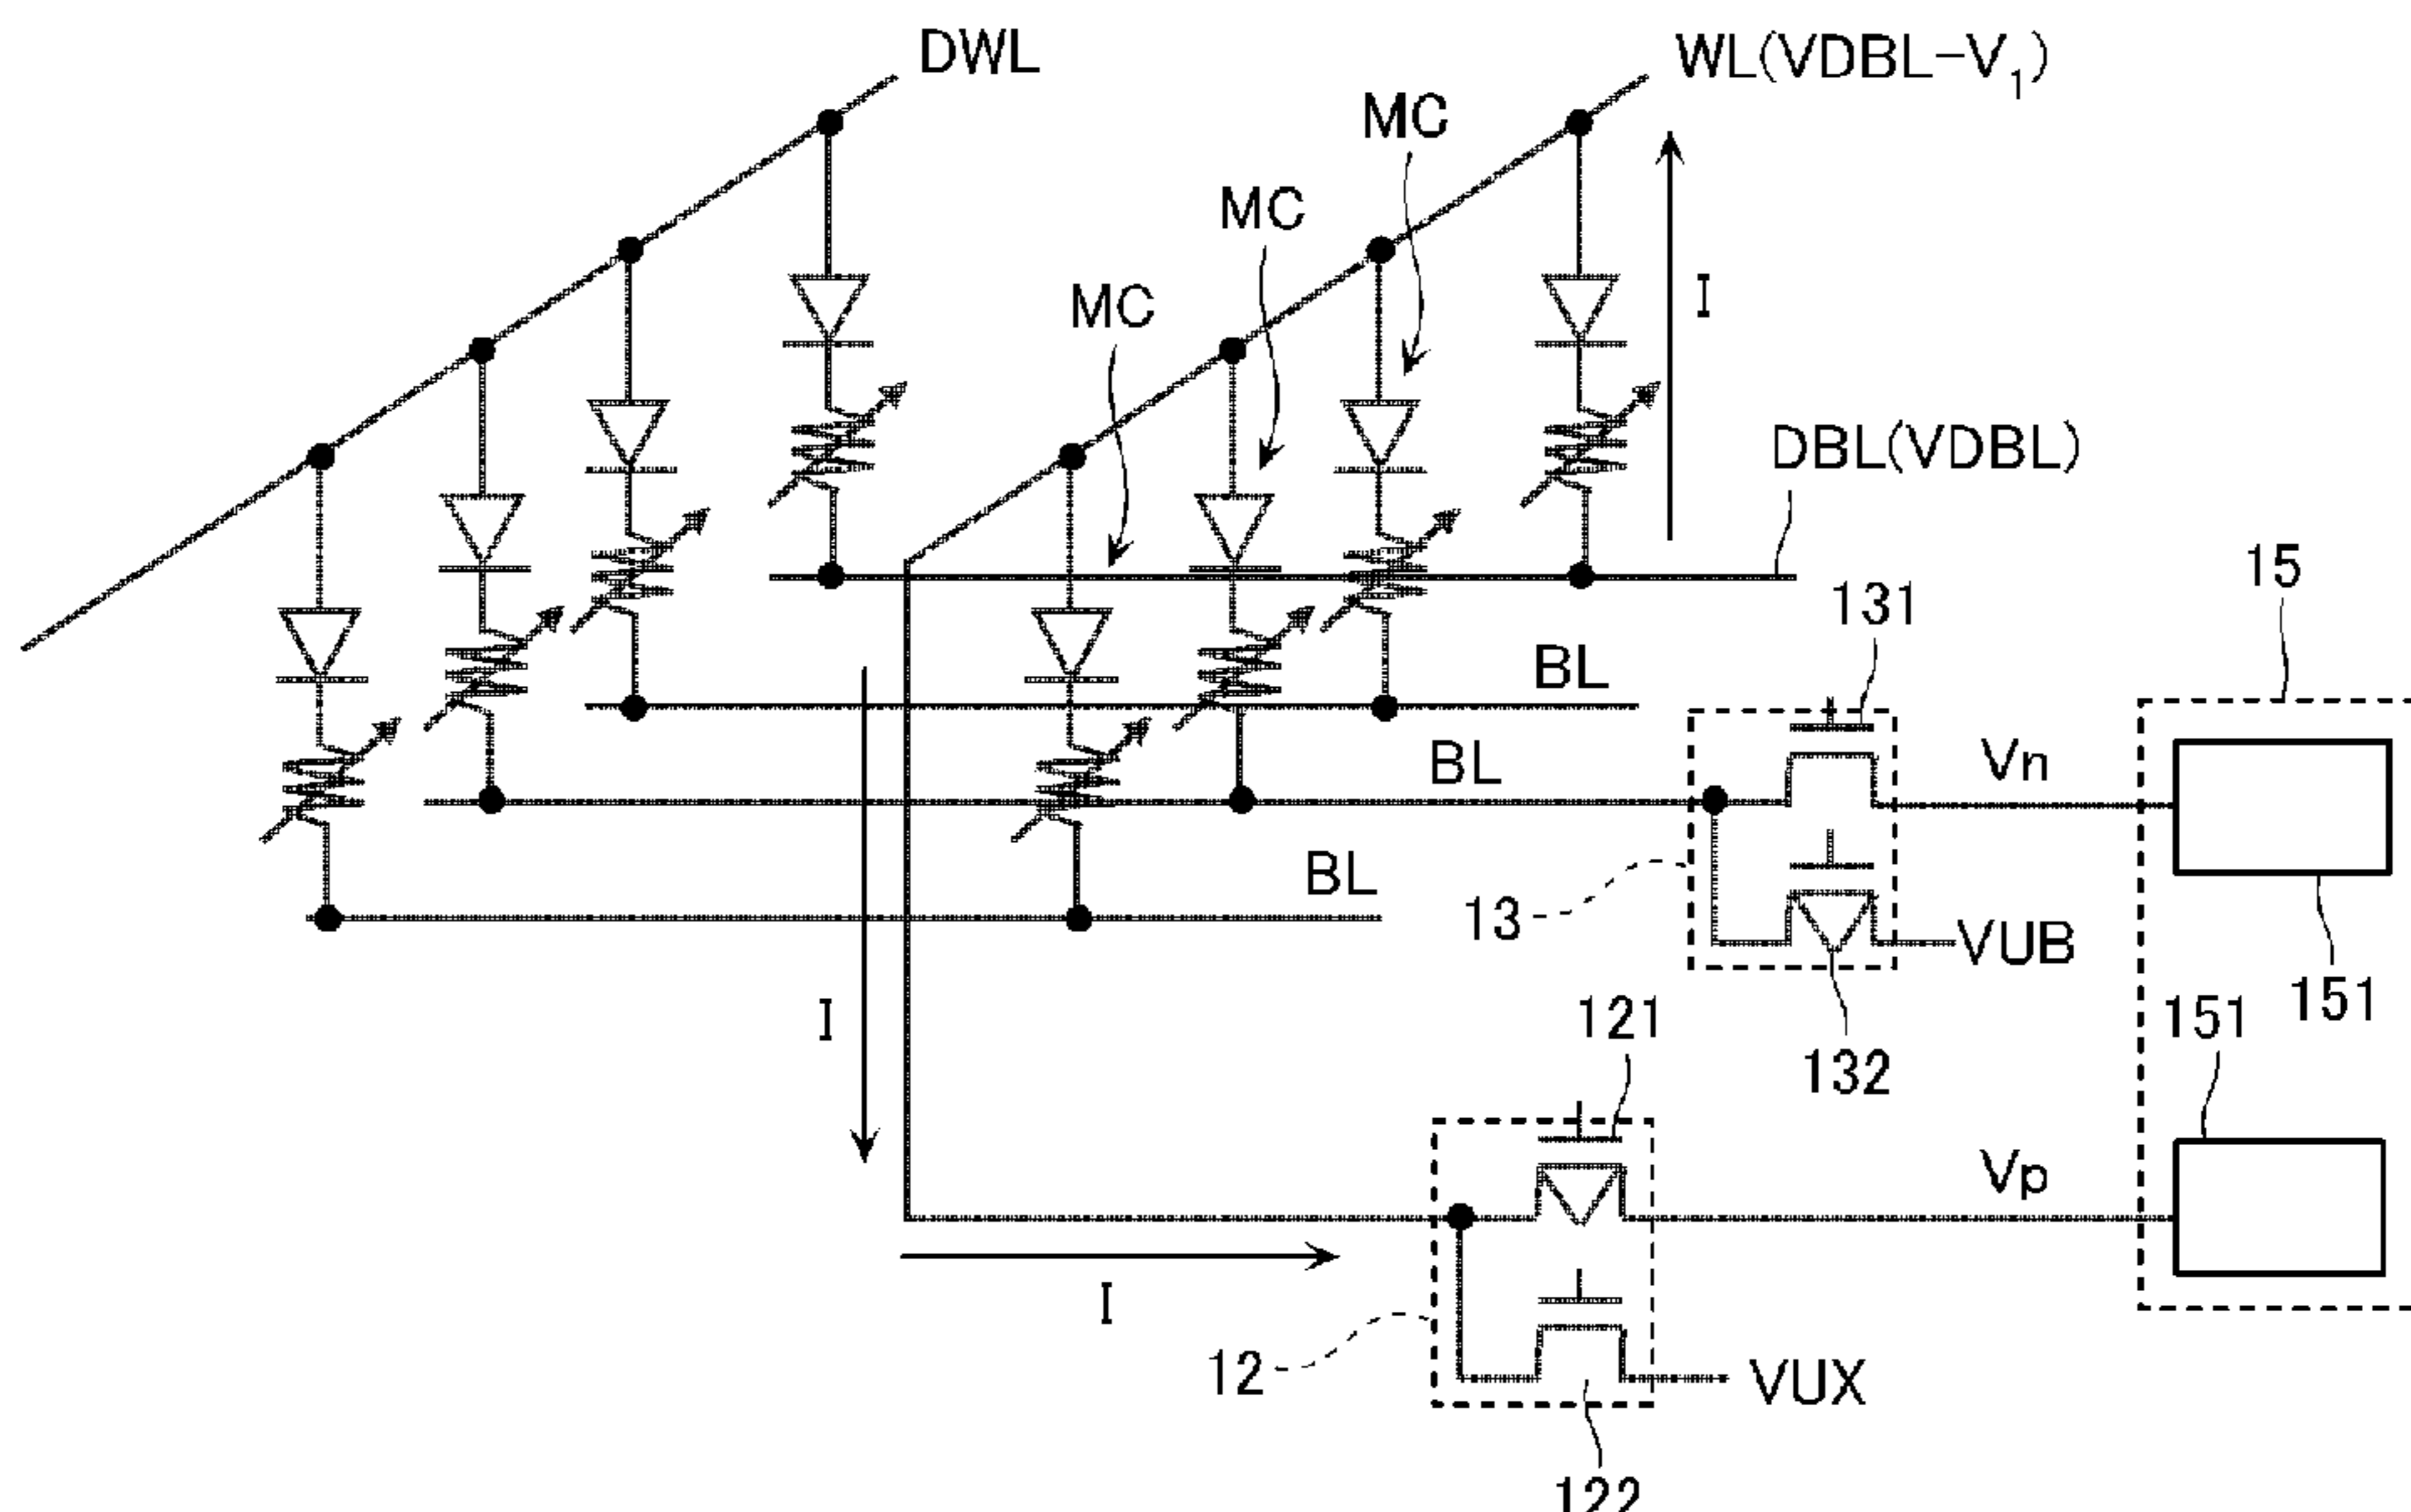 DWL
WL(VDBL-V1)
MC
MC
MC
I
DBL(VDBL)
15
131
BL
BL
Vn
BL
13
VUB
151
I
121
151
132
Vp
I
12
VUX
122